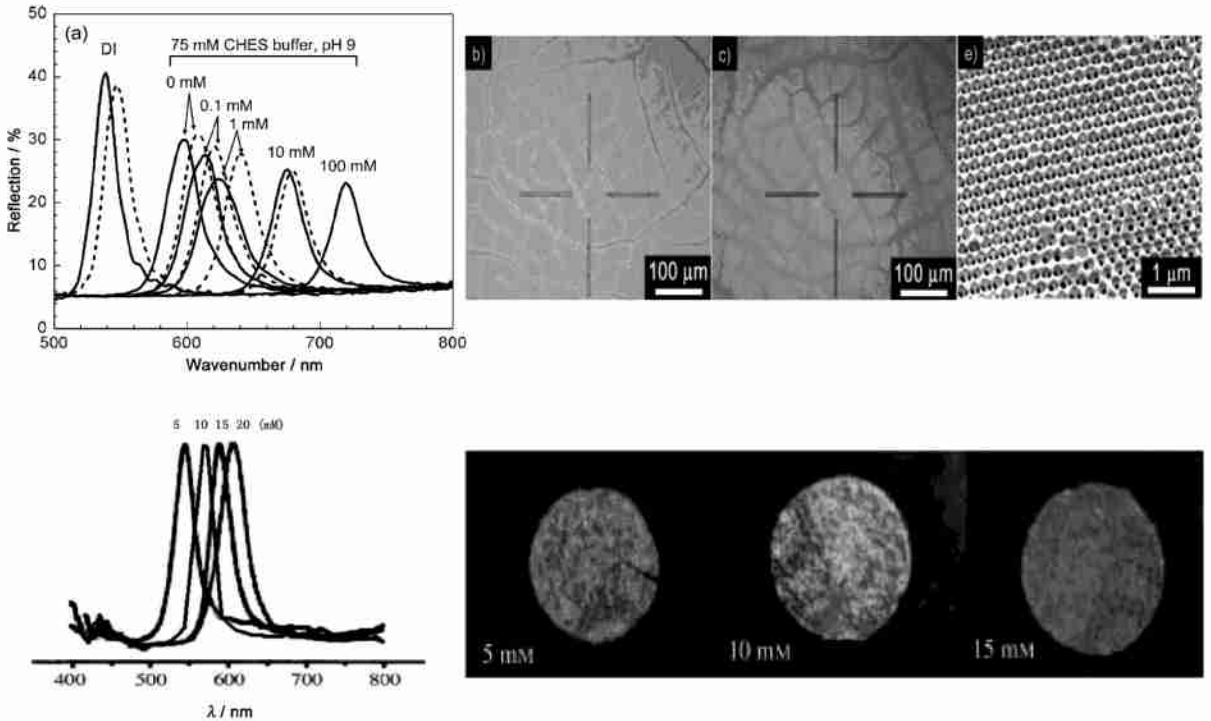 (a)
DI
75 mM CHES buffer, pH 9
0 mM
0.1 mM
1 mM
10 mM
100 mM
50
40
30
20
10
0
Reflection / %
500 600 700 800
Wavenumber / nm
b)
100 μm
c)
100 μm
e)
1 μm
5 10 15 20 (mM)
400 500 600 700 800
λ / nm
5 mM
10 mM
15 mM